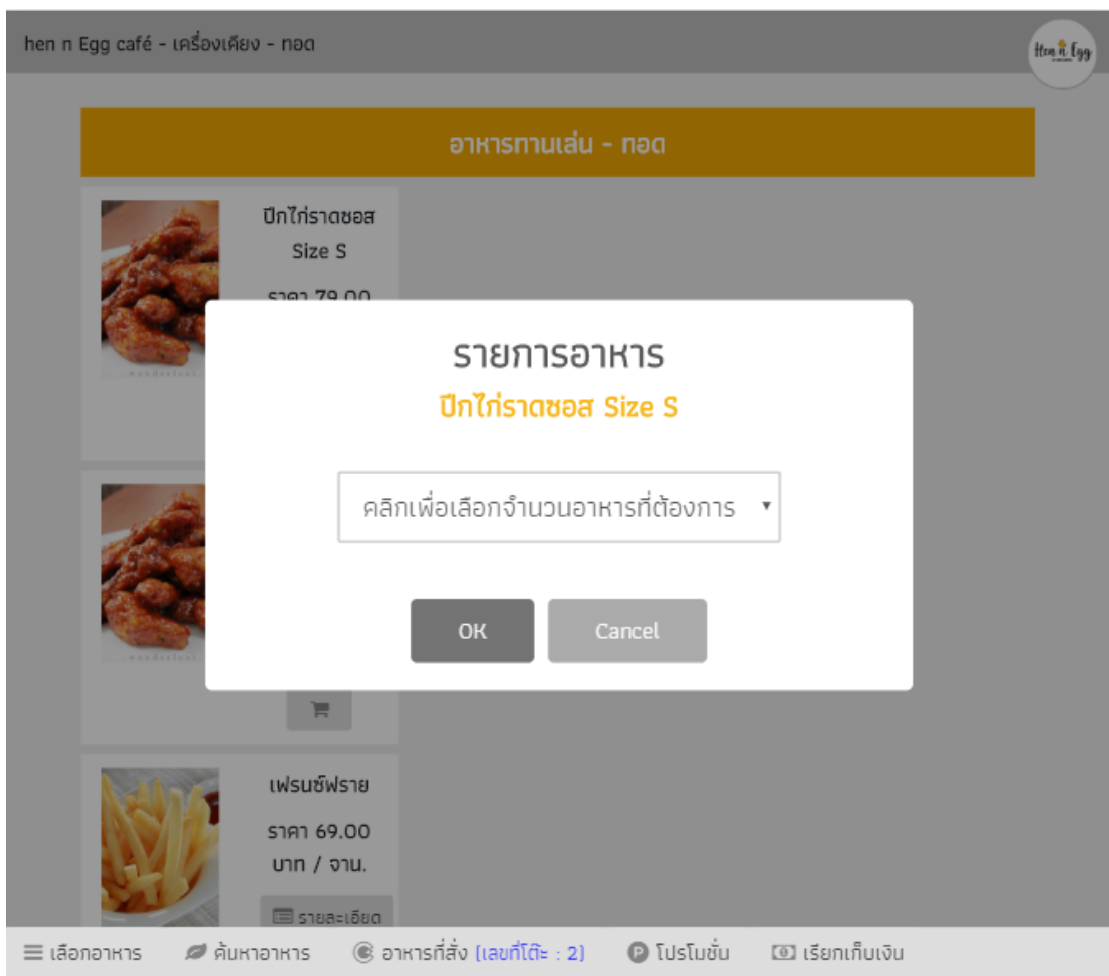 hen n Egg café - เครื่องเคียง - ทอด
Hen n Egg
อาหารทานเล่น - ทอด
ปีกไก่ราดซอส
Size S
ราคา 79.00
รายการอาหาร
ปีกไก่ราดซอส Size S
คลิกเพื่อเลือกจำนวนอาหารที่ต้องการ
OK Cancel
เฟรนช์ฟราย
ราคา 69.00
บาท / จาน.
รายละเอียด
เลือกอาหาร ค้นหาอาหาร อาหารที่สั่ง (เลขที่โต๊ะ : 2) โปรโมชั่น เรียกเก็บเงิน